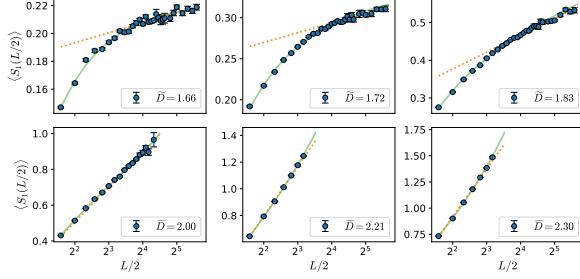 0.22
0.20
0.18
0.16
⟨S₁(L/2)⟩
D̃ = 1.66
0.30
0.25
0.20
D̃ = 1.72
0.5
0.4
0.3
D̃ = 1.83
1.0
0.8
0.6
0.4
⟨S₁(L/2)⟩
D̃ = 2.00
2² 2³ 2⁴ 2⁵
L/2
1.4
1.2
1.0
0.8
D̃ = 2.21
2² 2³ 2⁴ 2⁵
L/2
1.75
1.50
1.25
1.00
0.75
D̃ = 2.30
2² 2³ 2⁴ 2⁵
L/2